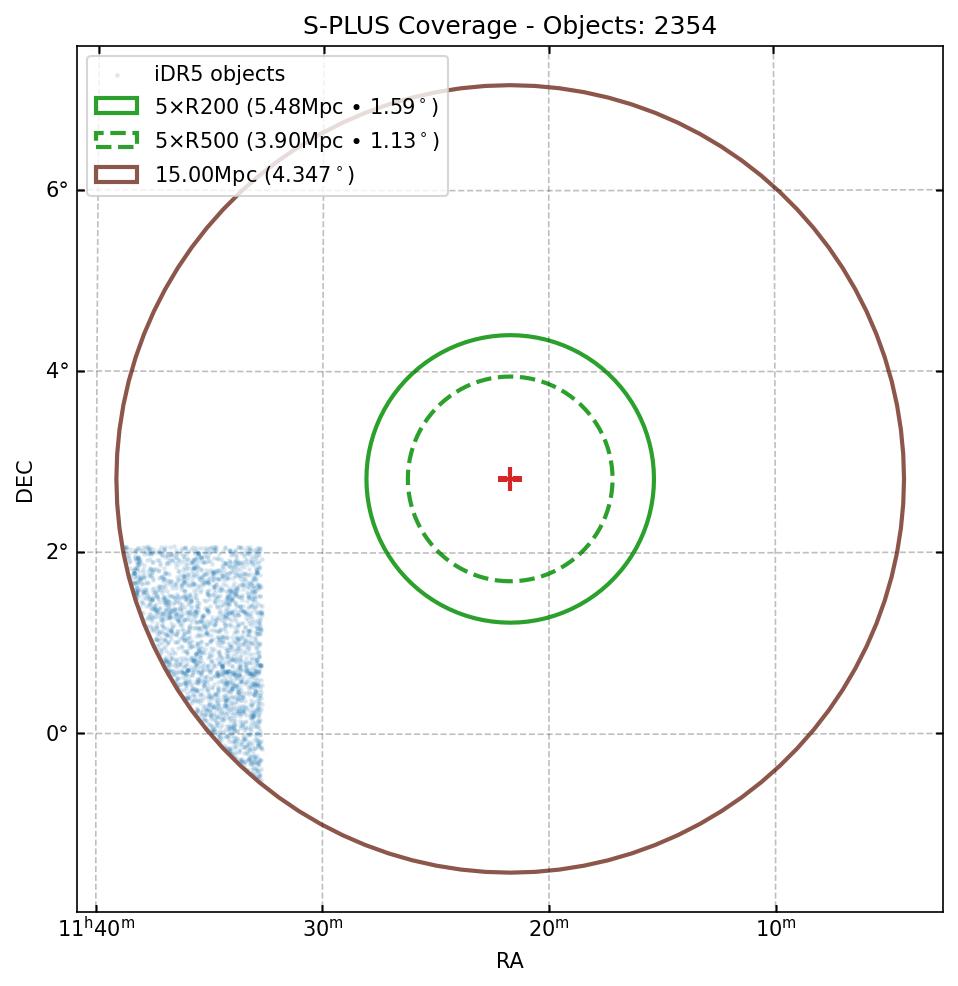 S-PLUS Coverage - Objects: 2354
iDR5 objects
5×R200 (5.48Mpc • 1.59°)
5×R500 (3.90Mpc • 1.13°)
15.00Mpc (4.347°)
6°
4°
2°
0°
DEC
11ʰ40ᵐ 30ᵐ 20ᵐ 10ᵐ
RA